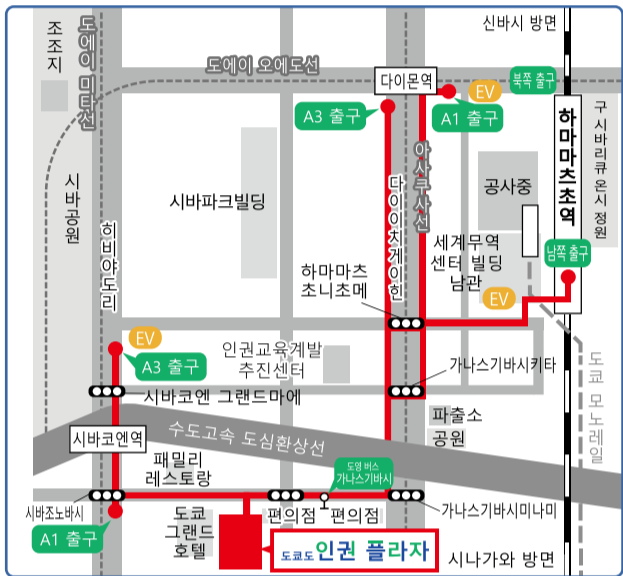 신바시 방면
조조지
도에이 미타선
도에이 오에도선
다이몬역
EV
북쪽 출구
A3 출구
A1 출구
하마마츠초역
구 시바리큐 온시 정원
아사쿠사선
다이이치게이힌
시바공원
히비야도리
시바파크빌딩
공사중
세계무역
센터 빌딩
남관
남쪽 출구
하마마츠
초니초메
EV
EV
A3 출구
인권교육계발
추진센터
가나스기바시키타
도쿄 모노레일
시바코엔 그랜드마에
시바코엔역
수도고속 도심환상선
파출소
공원
패밀리
레스토랑
도영 버스
가나스기바시
시바조노바시
A1 출구
도쿄
그랜드
호텔
편의점
편의점
가나스기바시미나미
도쿄도 인권 플라자
시나가와 방면